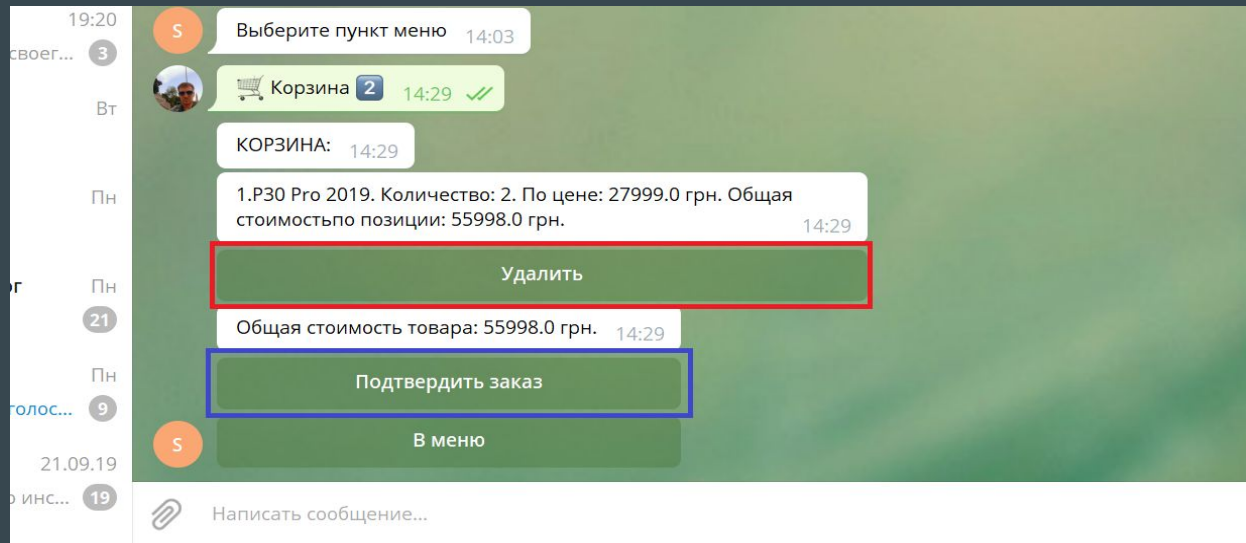 19:20
своег... 3
Вт
Пн
ог Пн
21
Пн
голос... 9
21.09.19
о инс... 19
S
Выберите пункт меню 14:03
🛒 Корзина 2️⃣ 14:29
КОРЗИНА: 14:29
1.P30 Pro 2019. Количество: 2. По цене: 27999.0 грн. Общая
стоимостьпо позиции: 55998.0 грн. 14:29
Удалить
Общая стоимость товара: 55998.0 грн. 14:29
Подтвердить заказ
S В меню
Написать сообщение...